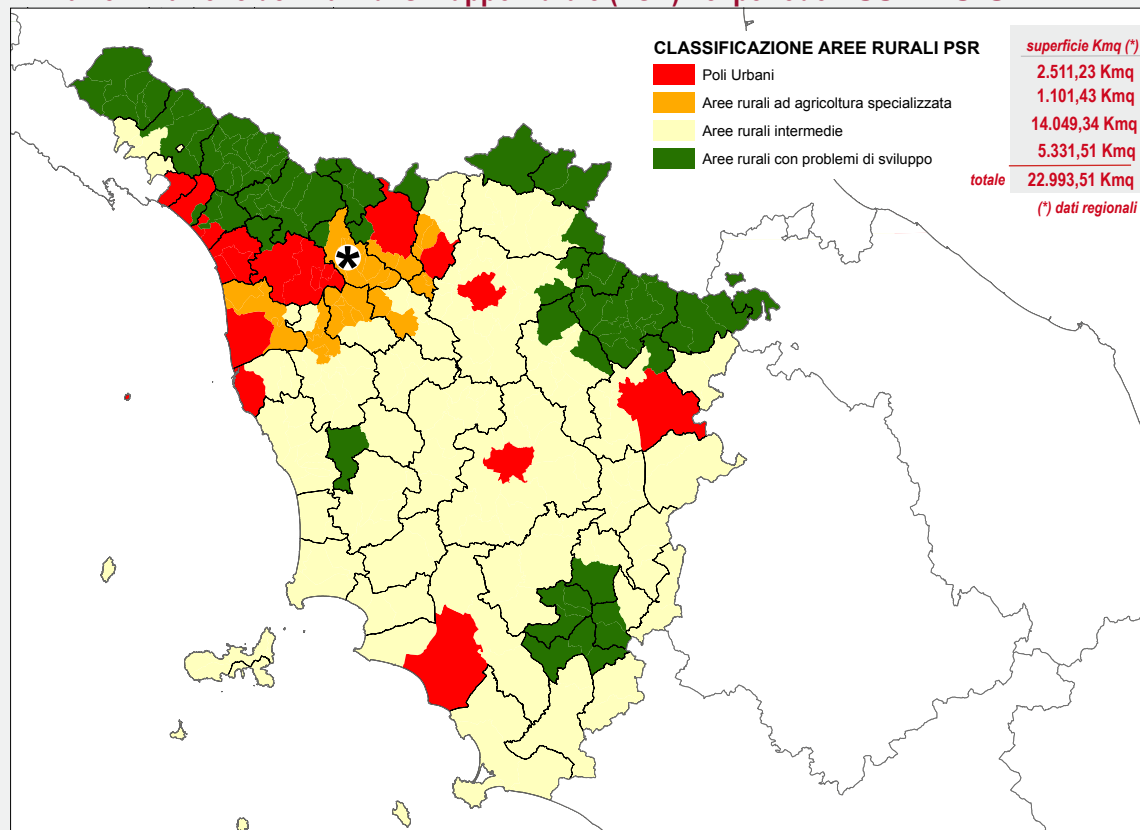 CLASSIFICAZIONE AREE RURALI PSR
superficie Kmq (*)
Poli Urbani
2.511,23 Kmq
Aree rurali ad agricoltura specializzata
1.101,43 Kmq
Aree rurali intermedie
14.049,34 Kmq
Aree rurali con problemi di sviluppo
5.331,51 Kmq
totale 22.993,51 Kmq
(*) dati regionali
*